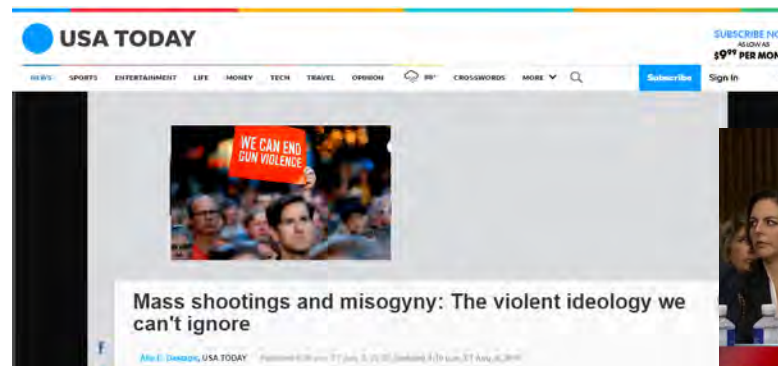 USA TODAY
SUBSCRIBE NO
AS LOW AS
$9⁹⁹ PER MON
NEWS SPORTS ENTERTAINMENT LIFE MONEY TECH TRAVEL OPINION CROSSWORDS MORE Subscribe Sign In
WE CAN END
GUN VIOLENCE
Mass shootings and misogyny: The violent ideology we
can't ignore
USA TODAY